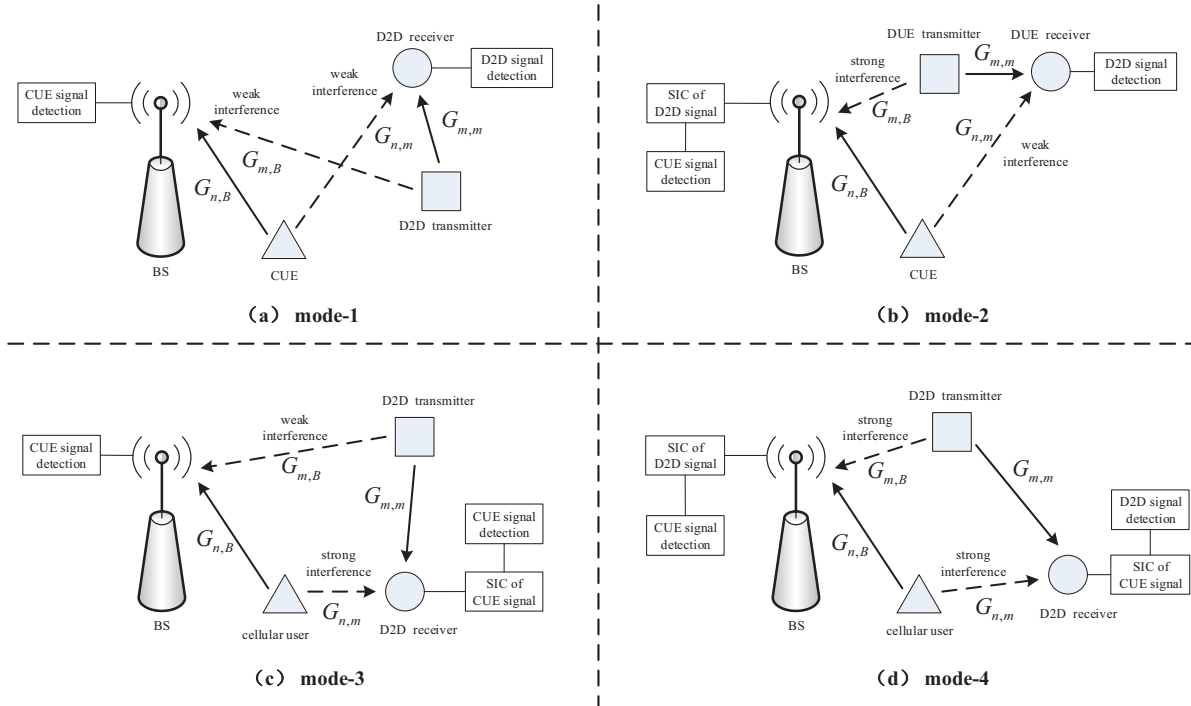 D2D receiver
D2D signal
detection
weak
interference
CUE signal
detection
weak
interference
G_{m,m}
G_{n,m}
G_{m,B}
G_{n,B}
D2D transmitter
BS
CUE
（a） mode-1
DUE transmitter
DUE receiver
G_{m,m}
strong
interference
D2D signal
detection
SIC of
D2D signal
G_{m,B}
G_{n,m}
weak
interference
CUE signal
detection
G_{n,B}
BS
CUE
（b） mode-2
D2D transmitter
weak
interference
CUE signal
detection
G_{m,B}
G_{m,m}
CUE signal
detection
G_{n,B}
strong
interference
SIC of
CUE signal
G_{n,m}
BS
cellular user
D2D receiver
（c） mode-3
D2D transmitter
strong
interference
SIC of
D2D signal
G_{m,B}
G_{m,m}
D2D signal
detection
CUE signal
detection
G_{n,B}
strong
interference
SIC of
CUE signal
G_{n,m}
BS
cellular user
D2D receiver
（d） mode-4